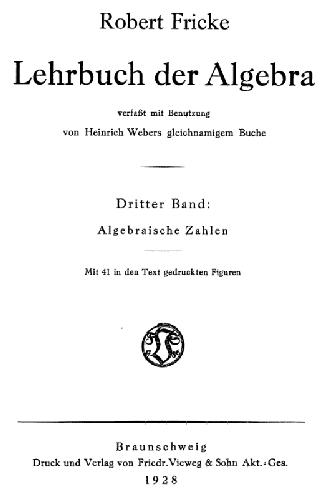 Robert Fricke
Lehrbuch der Algebra
verfaßt mit Benutzung
von Heinrich Webers gleichnamigem Buche
Dritter Band:
Algebraische Zahlen
Mit 41 in den Text gedruckten Figuren
Braunschweig
Druck und Verlag von Friedr. Vieweg & Sohn Akt.-Ges.
1928